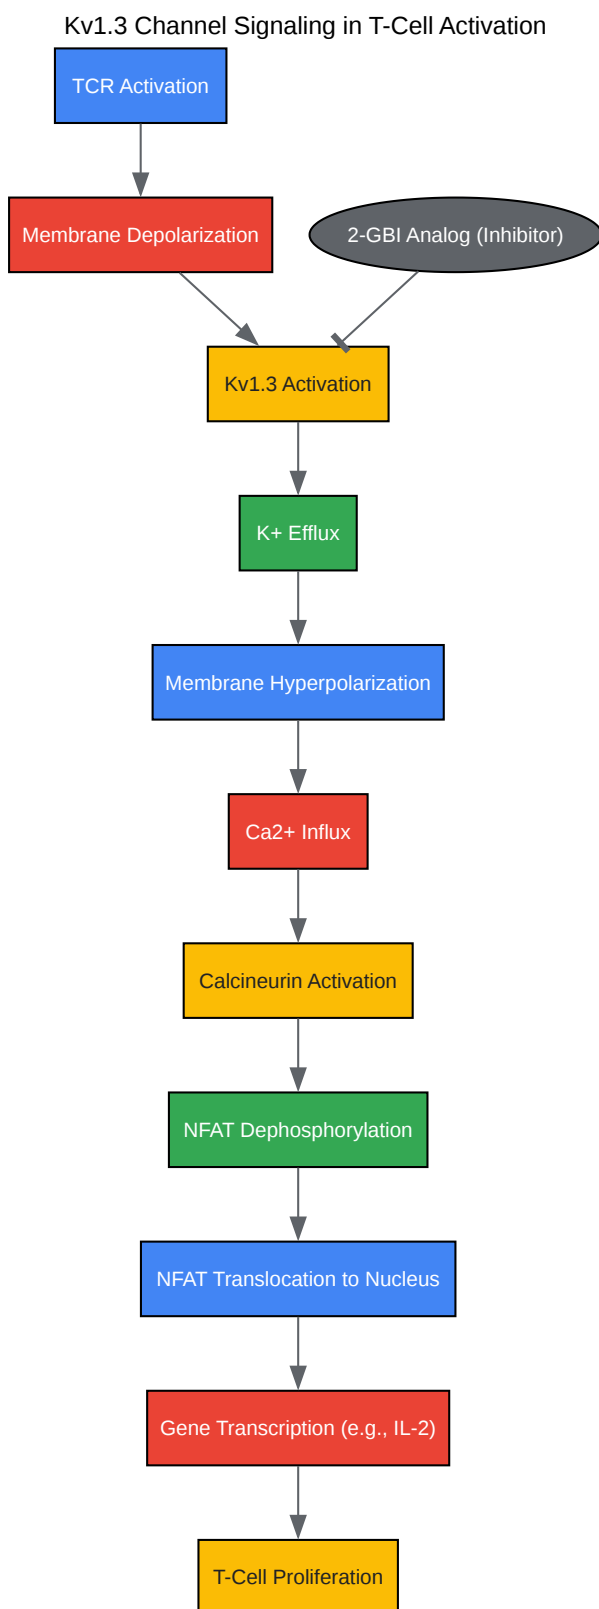 Kv1.3 Channel Signaling in T-Cell Activation
TCR Activation
Membrane Depolarization
2-GBI Analog (Inhibitor)
Kv1.3 Activation
K+ Efflux
Membrane Hyperpolarization
Ca2+ Influx
Calcineurin Activation
NFAT Dephosphorylation
NFAT Translocation to Nucleus
Gene Transcription (e.g., IL-2)
T-Cell Proliferation